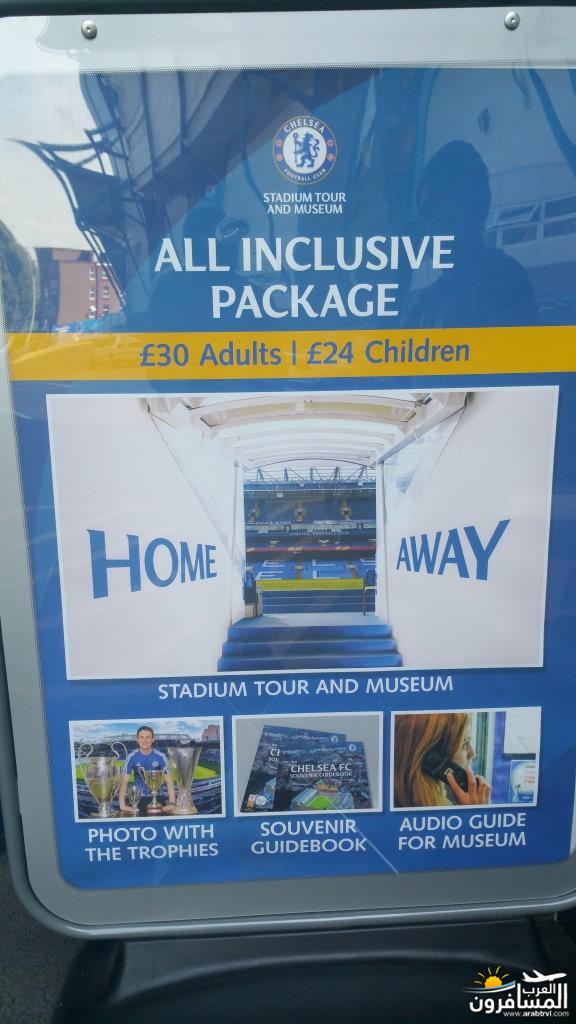 CHELSEA
FOOTBALL CLUB
STADIUM TOUR
AND MUSEUM
ALL INCLUSIVE
PACKAGE
£30 Adults | £24 Children
HOME
AWAY
STADIUM TOUR AND MUSEUM
CHELSEA FC
SOUVENIR GUIDEBOOK
PHOTO WITH
THE TROPHIES
SOUVENIR
GUIDEBOOK
AUDIO GUIDE
FOR MUSEUM
العرب
المسافرون
www.arabtrvl.com